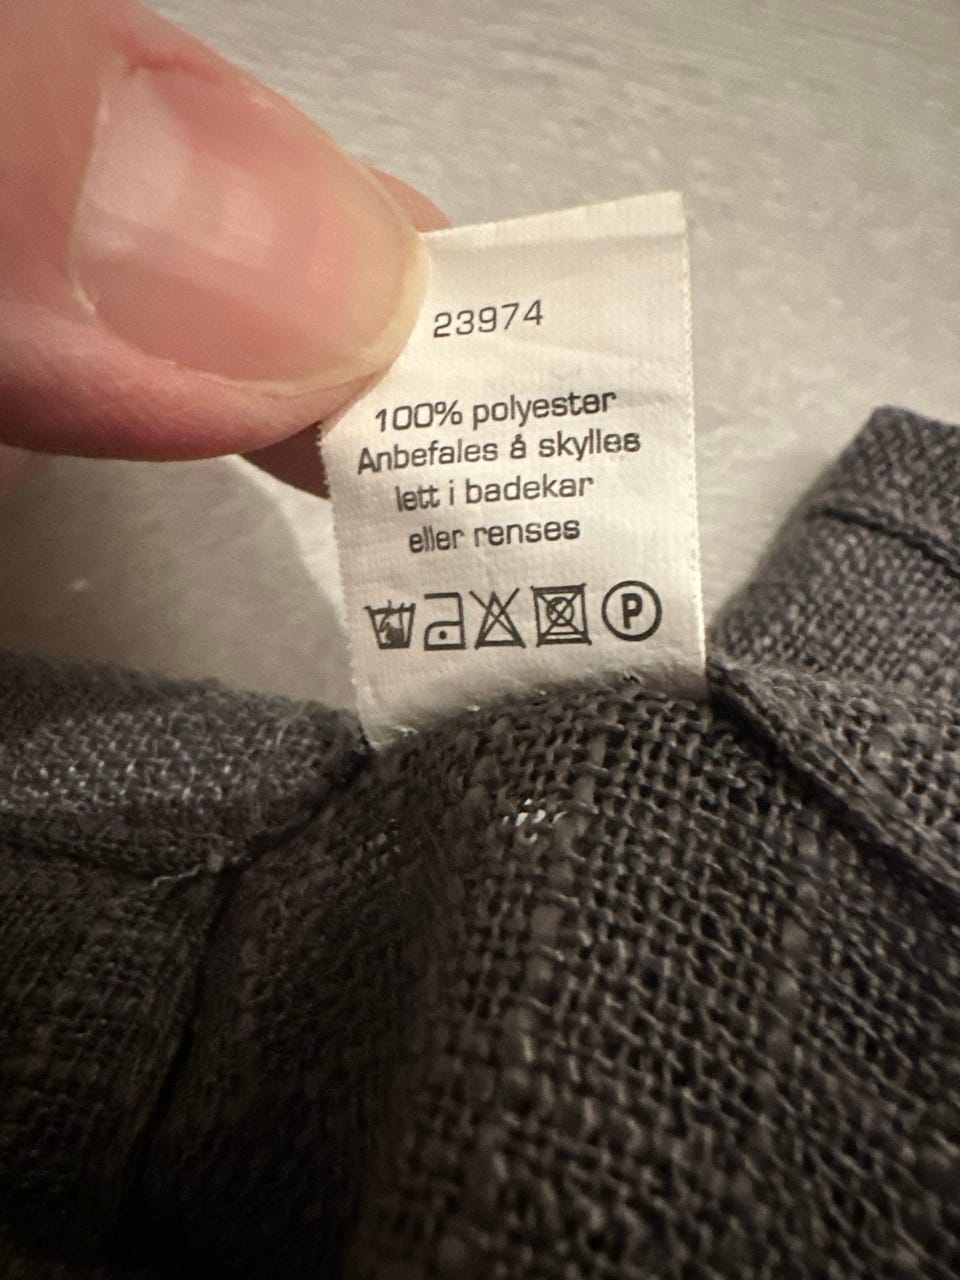 23974
100% polyester
Anbefales å skylles
lett i badekar
eller renses
P